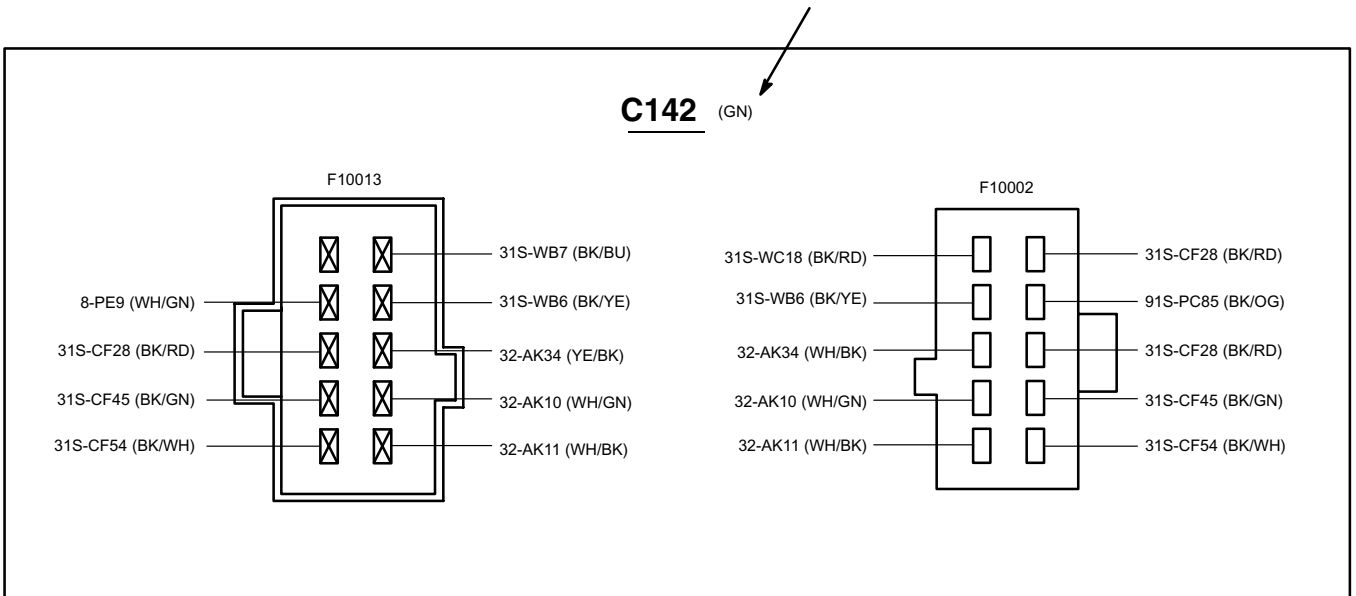 C142 (GN)
F10013
31S-WB7 (BK/BU)
8-PE9 (WH/GN)
31S-WB6 (BK/YE)
31S-CF28 (BK/RD)
32-AK34 (YE/BK)
31S-CF45 (BK/GN)
32-AK10 (WH/GN)
31S-CF54 (BK/WH)
32-AK11 (WH/BK)
F10002
31S-WC18 (BK/RD)
31S-CF28 (BK/RD)
31S-WB6 (BK/YE)
91S-PC85 (BK/OG)
32-AK34 (WH/BK)
31S-CF28 (BK/RD)
32-AK10 (WH/GN)
31S-CF45 (BK/GN)
32-AK11 (WH/BK)
31S-CF54 (BK/WH)